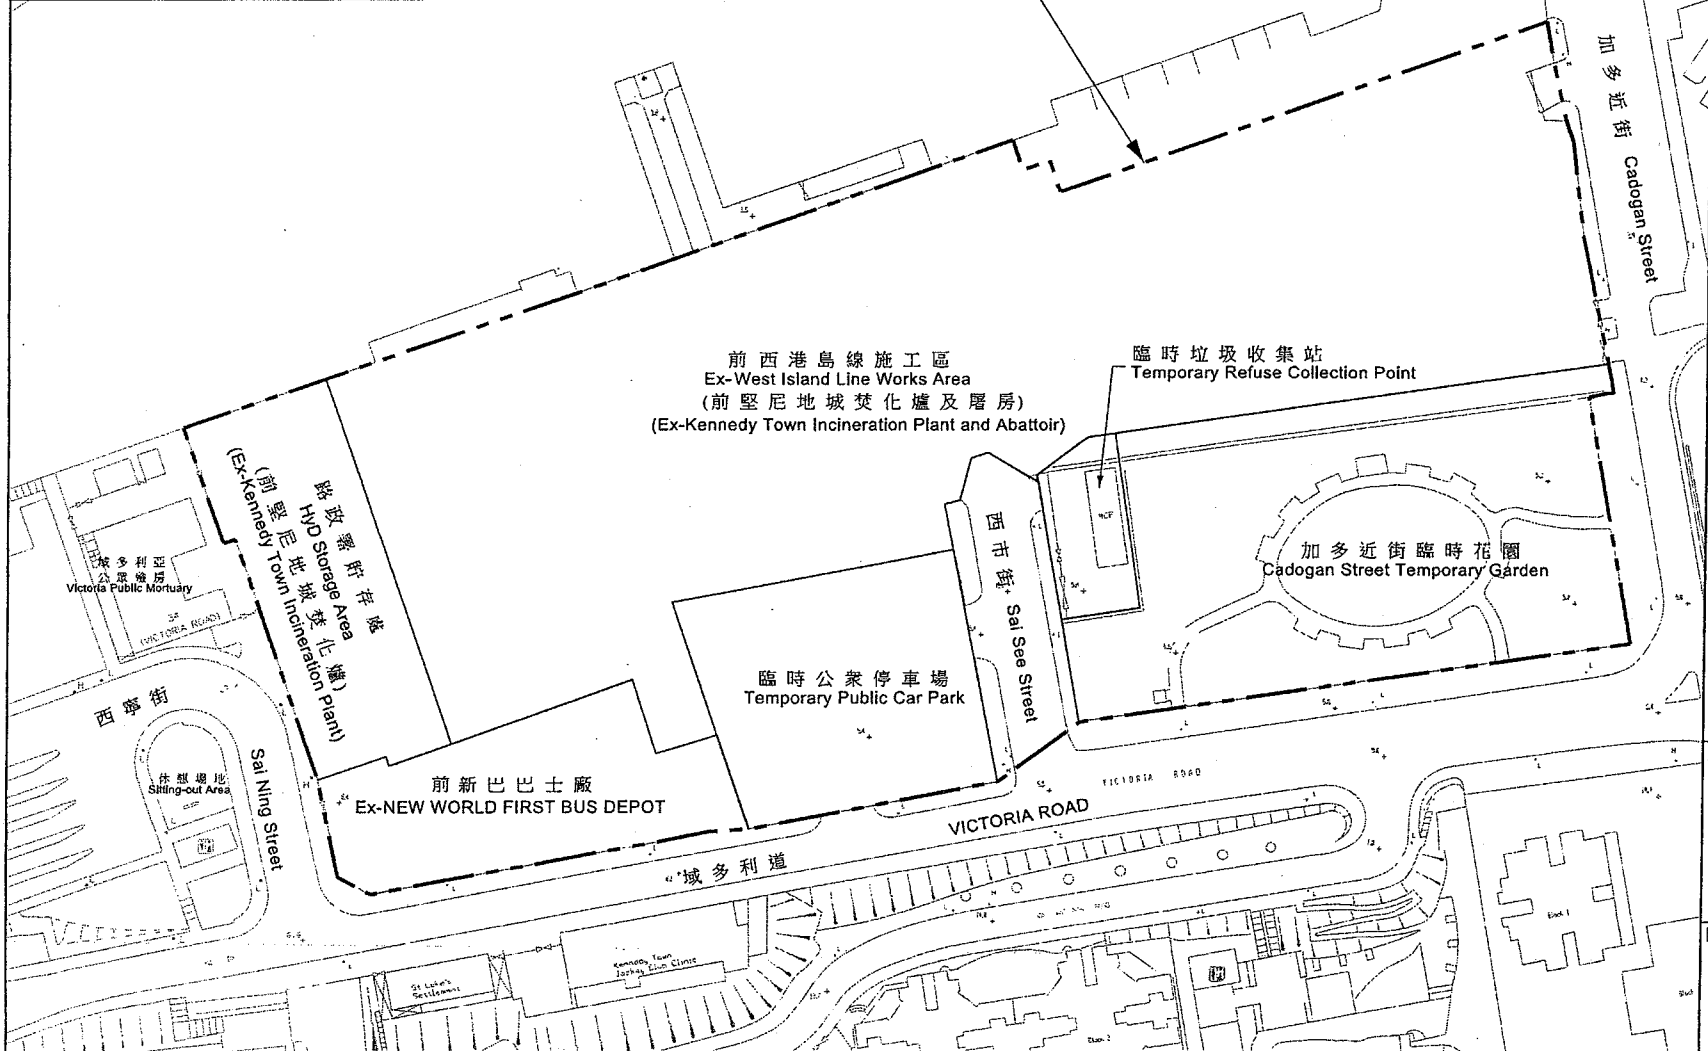 加多近街 Cadogan Street
前西港島線施工區
Ex-West Island Line Works Area
(前堅尼地城焚化爐及屠房)
(Ex-Kennedy Town Incineration Plant and Abattoir)
臨時垃圾收集站
Temporary Refuse Collection Point
RCP
路政署貯存處
HyD Storage Area
(前堅尼地城焚化爐)
(Ex-Kennedy Town Incineration Plant)
域多利亞
公眾殮房
Victoria Public Mortuary
(VICTORIA ROAD)
西市街 Sai See Street
加多近街臨時花園
Cadogan Street Temporary Garden
臨時公衆停車場
Temporary Public Car Park
西寧街
Sai Ning Street
休憩場地
Sitting-out Area
前新巴巴士廠
Ex-NEW WORLD FIRST BUS DEPOT
VICTORIA ROAD
VICTORIA ROAD
域多利道
St Luke's
Settlement
Kennedy Town
Jockey Club Clinic
Block 1
Block 2